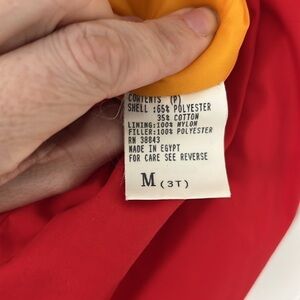 CONTENTS (P)
SHELL :65% POLYESTER
35% COTTON
LINING:100% NYLON
FILLER:100% POLYESTER
RN 38843
MADE IN EGYPT
FOR CARE SEE REVERSE
M (3T)